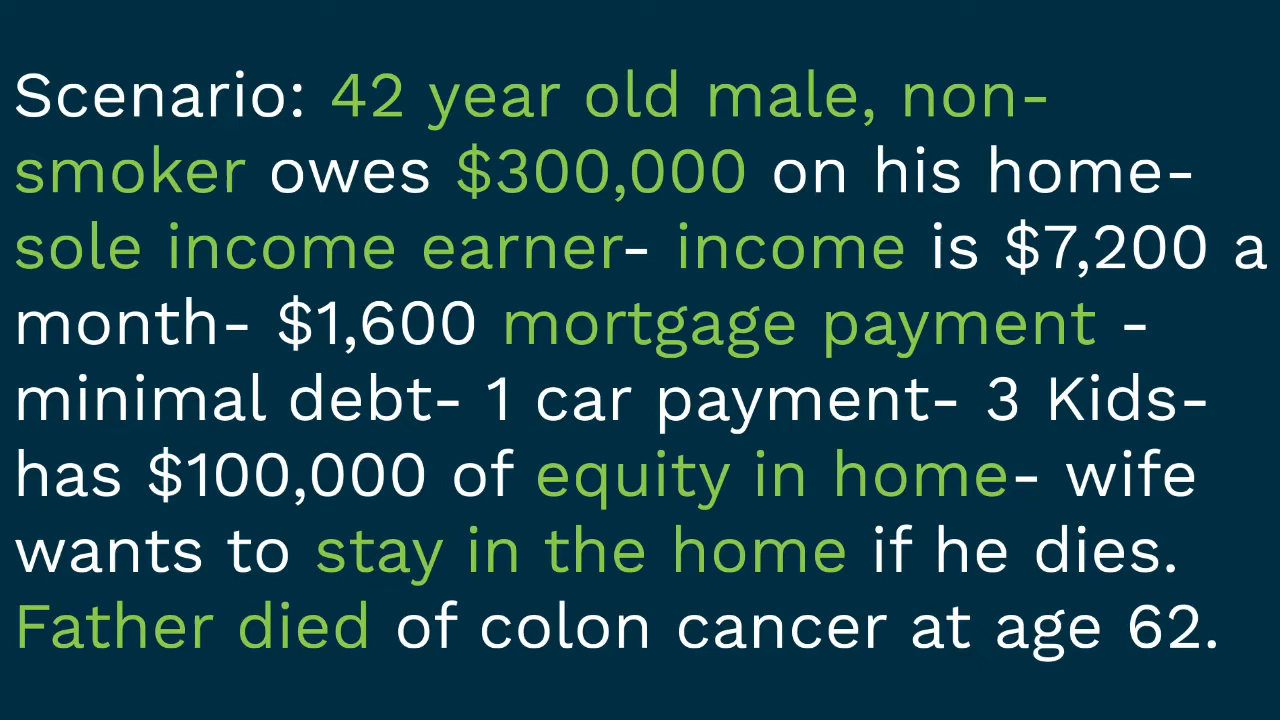 Scenario: 42 year old male, non-
smoker owes $300,000 on his home-
sole income earner- income is $7,200 a
month- $1,600 mortgage payment -
minimal debt- 1 car payment- 3 Kids-
has $100,000 of equity in home- wife
wants to stay in the home if he dies.
Father died of colon cancer at age 62.